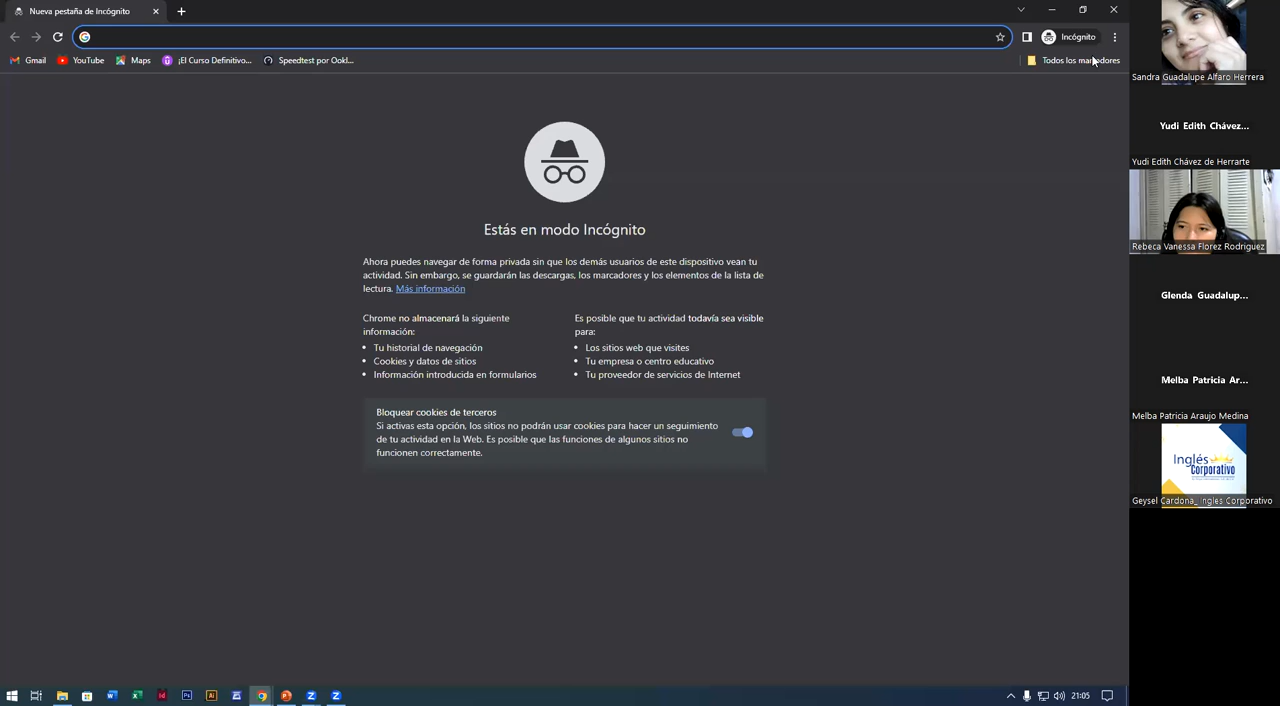 Nueva pestaña de Incógnito
Incógnito
Gmail
YouTube
Maps
¡El Curso Definitivo...
Speedtest por Ookl...
Todos los marcadores
Estás en modo Incógnito
Ahora puedes navegar de forma privada sin que los demás usuarios de este dispositivo vean tu
actividad. Sin embargo, se guardarán las descargas, los marcadores y los elementos de la lista de
lectura. Más información
Chrome no almacenará la siguiente
información:
• Tu historial de navegación
• Cookies y datos de sitios
• Información introducida en formularios
Es posible que tu actividad todavía sea visible
para:
• Los sitios web que visites
• Tu empresa o centro educativo
• Tu proveedor de servicios de Internet
Bloquear cookies de terceros
Si activas esta opción, los sitios no podrán usar cookies para hacer un seguimiento
de tu actividad en la Web. Es posible que las funciones de algunos sitios no
funcionen correctamente.
21:05
Sandra Guadalupe Alfaro Herrera
Yudi Edith Chávez...
Yudi Edith Chávez de Herrarte
Rebeca Vanessa Florez Rodriguez
Glenda Guadalup...
Melba Patricia Ar...
Melba Patricia Araujo Medina
Inglés
Corporativo
Geysel Cardona_ Ingles Corporativo